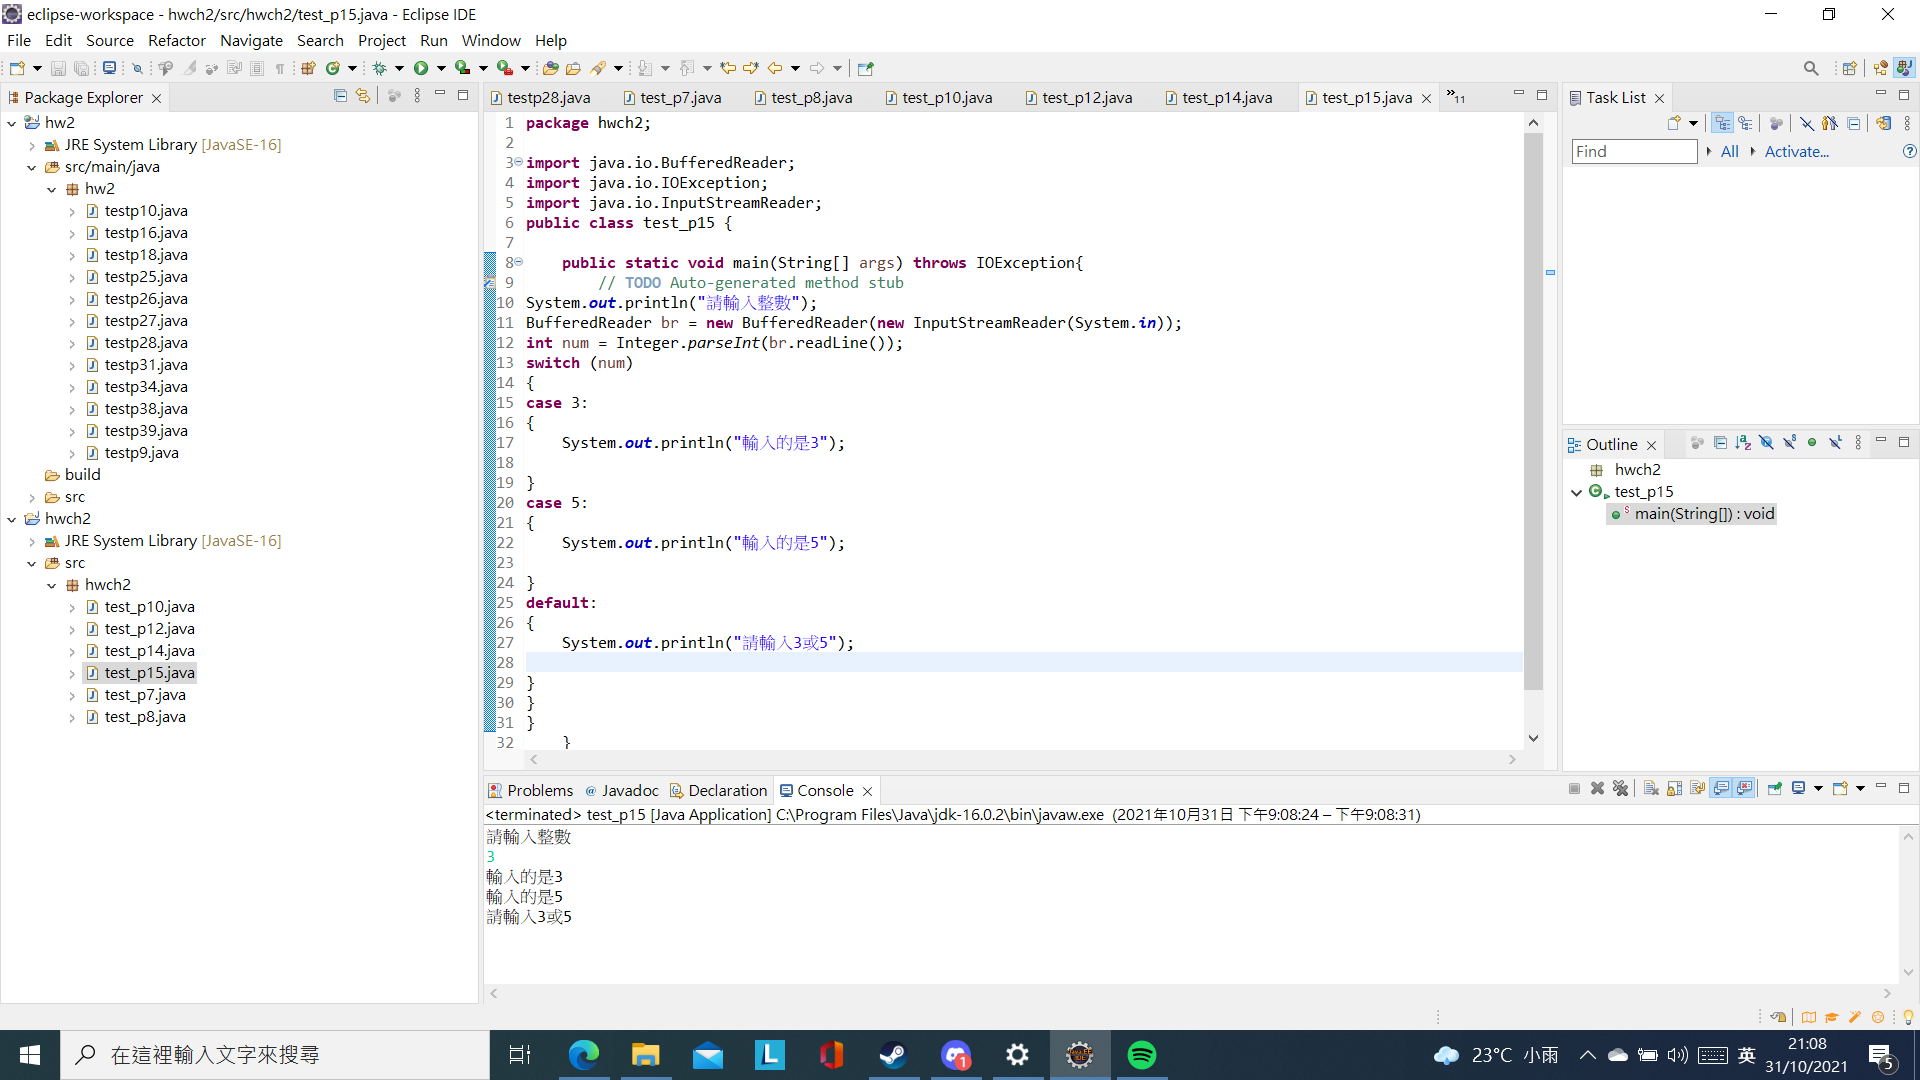 eclipse-workspace - hwch2/src/hwch2/test_p15.java - Eclipse IDE
File Edit Source Refactor Navigate Search Project Run Window Help
Package Explorer
hw2
JRE System Library [JavaSE-16]
src/main/java
hw2
testp10.java
testp16.java
testp18.java
testp25.java
testp26.java
testp27.java
testp28.java
testp31.java
testp34.java
testp38.java
testp39.java
testp9.java
build
src
hwch2
JRE System Library [JavaSE-16]
src
hwch2
test_p10.java
test_p12.java
test_p14.java
test_p15.java
test_p7.java
test_p8.java
testp28.java test_p7.java test_p8.java test_p10.java test_p12.java test_p14.java test_p15.java »11
1 package hwch2;
2
3 import java.io.BufferedReader;
4 import java.io.IOException;
5 import java.io.InputStreamReader;
6 public class test_p15 {
7
8 public static void main(String[] args) throws IOException{
9 // TODO Auto-generated method stub
10 System.out.println("請輸入整數");
11 BufferedReader br = new BufferedReader(new InputStreamReader(System.in));
12 int num = Integer.parseInt(br.readLine());
13 switch (num)
14 {
15 case 3:
16 {
17 System.out.println("輸入的是3");
18
19 }
20 case 5:
21 {
22 System.out.println("輸入的是5");
23
24 }
25 default:
26 {
27 System.out.println("請輸入3或5");
28
29 }
30 }
31 }
32 }
Task List
Find All Activate...
Outline
hwch2
test_p15
main(String[]) : void
Problems @ Javadoc Declaration Console
<terminated> test_p15 [Java Application] C:\Program Files\Java\jdk-16.0.2\bin\javaw.exe (2021年10月31日 下午9:08:24 – 下午9:08:31)
請輸入整數
3
輸入的是3
輸入的是5
請輸入3或5
在這裡輸入文字來搜尋
23°C 小雨
英
21:08
31/10/2021
5